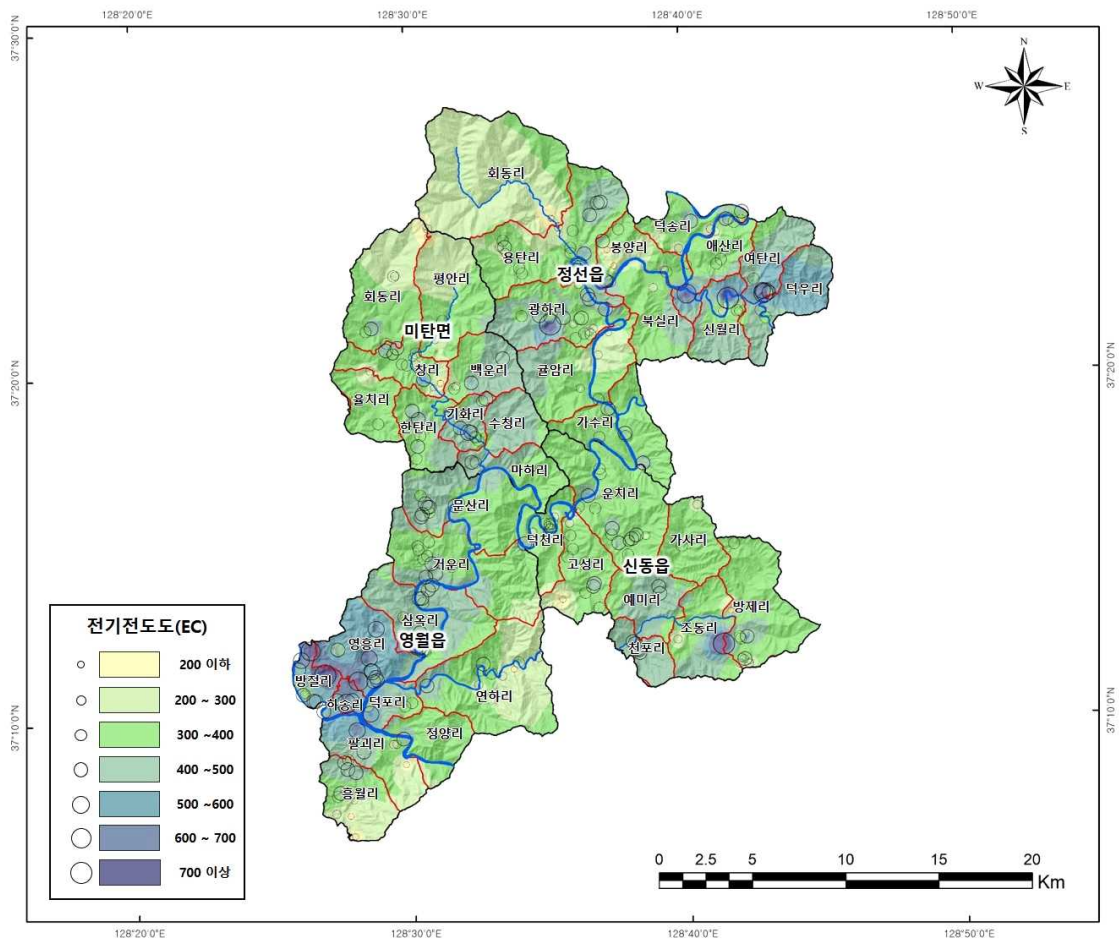 128°20'0"E 128°30'0"E 128°40'0"E 128°50'0"E
37°30'0"N 37°30'0"N
N
W E
S
회동리
덕송리
봉양리 애산리
용탄리 여탄리
정선읍
평안리
회동리 덕우리
광하리
북실리
미탄면 신월리
창리 백운리 귤암리
37°20'0"N 37°20'0"N
율치리
기화리
한탄리 수청리 가수리
마하리
문산리 운치리
덕천리 가사리
거운리 고성리 신동읍
예미리 방제리
삼옥리 조동리
영흥리 영월읍 천포리
방절리
하송리 덕포리 연하리
정양리
팔괴리
흥월리
37°10'0"N 37°10'0"N
전기전도도(EC)
200 이하
200 ~ 300
300 ~400
400 ~500
500 ~600
600 ~ 700
700 이상
0 2.5 5 10 15 20
Km
128°20'0"E 128°30'0"E 128°40'0"E 128°50'0"E